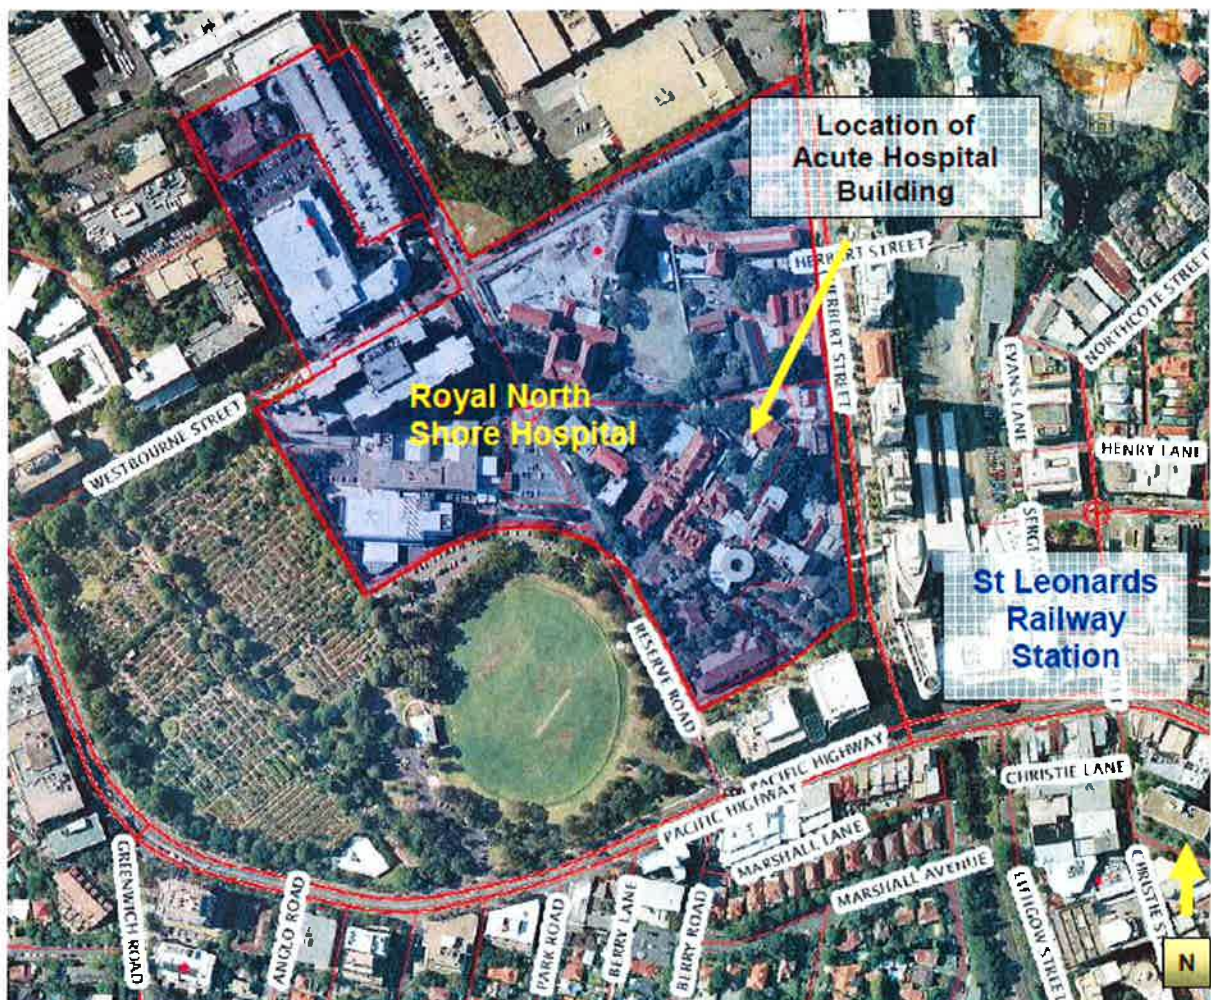 Location of
Acute Hospital
Building
HERBERT STREET
HERBERT STREET
NORTHCOTE STREET
EVANS LANE
Royal North
Shore Hospital
WESTBOURNE STREET
HENRY LANE
St Leonards
Railway
Station
RESERVE ROAD
PACIFIC HIGHWAY
PACIFIC HIGHWAY
CHRISTIE LANE
MARSHALL LANE
MARSHALL AVENUE
GREENWICH ROAD
ANGLO ROAD
PARK ROAD
BERRY LANE
BERRY ROAD
LITHGOW STREET
CHRISTIE ST
N